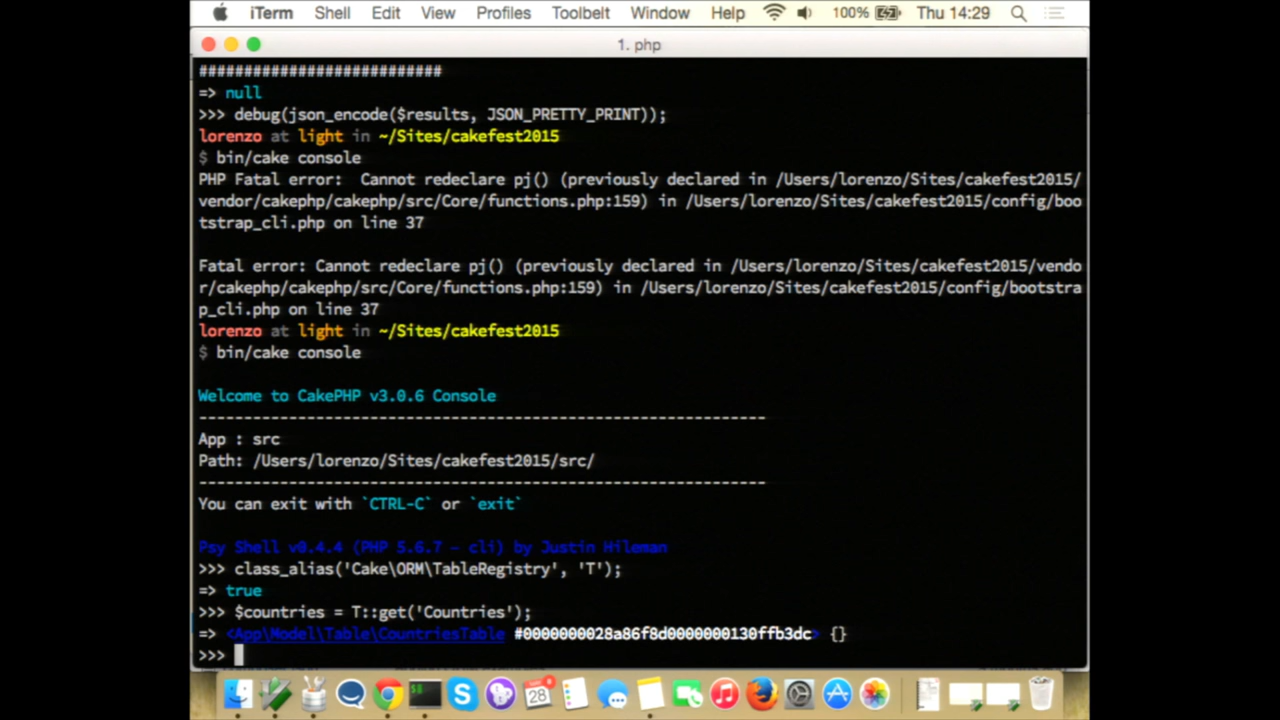 iTerm Shell Edit View Profiles Toolbelt Window Help 100% Thu 14:29
1. php
###########################
=> null
>>> debug(json_encode($results, JSON_PRETTY_PRINT));
lorenzo at light in ~/Sites/cakefest2015
$ bin/cake console
PHP Fatal error:  Cannot redeclare pj() (previously declared in /Users/lorenzo/Sites/cakefest2015/
vendor/cakephp/cakephp/src/Core/functions.php:159) in /Users/lorenzo/Sites/cakefest2015/config/boo
tstrap_cli.php on line 37
Fatal error: Cannot redeclare pj() (previously declared in /Users/lorenzo/Sites/cakefest2015/vendo
r/cakephp/cakephp/src/Core/functions.php:159) in /Users/lorenzo/Sites/cakefest2015/config/bootstra
p_cli.php on line 37
lorenzo at light in ~/Sites/cakefest2015
$ bin/cake console
Welcome to CakePHP v3.0.6 Console
---------------------------------------------------------------
App : src
Path: /Users/lorenzo/Sites/cakefest2015/src/
---------------------------------------------------------------
You can exit with `CTRL-C` or `exit`
Psy Shell v0.4.4 (PHP 5.6.7 — cli) by Justin Hileman
>>> class_alias('Cake\ORM\TableRegistry', 'T');
=> true
>>> $countries = T::get('Countries');
=> <App\Model\Table\CountriesTable #0000000028a86f8d0000000130ffb3dc> {}
>>>
28